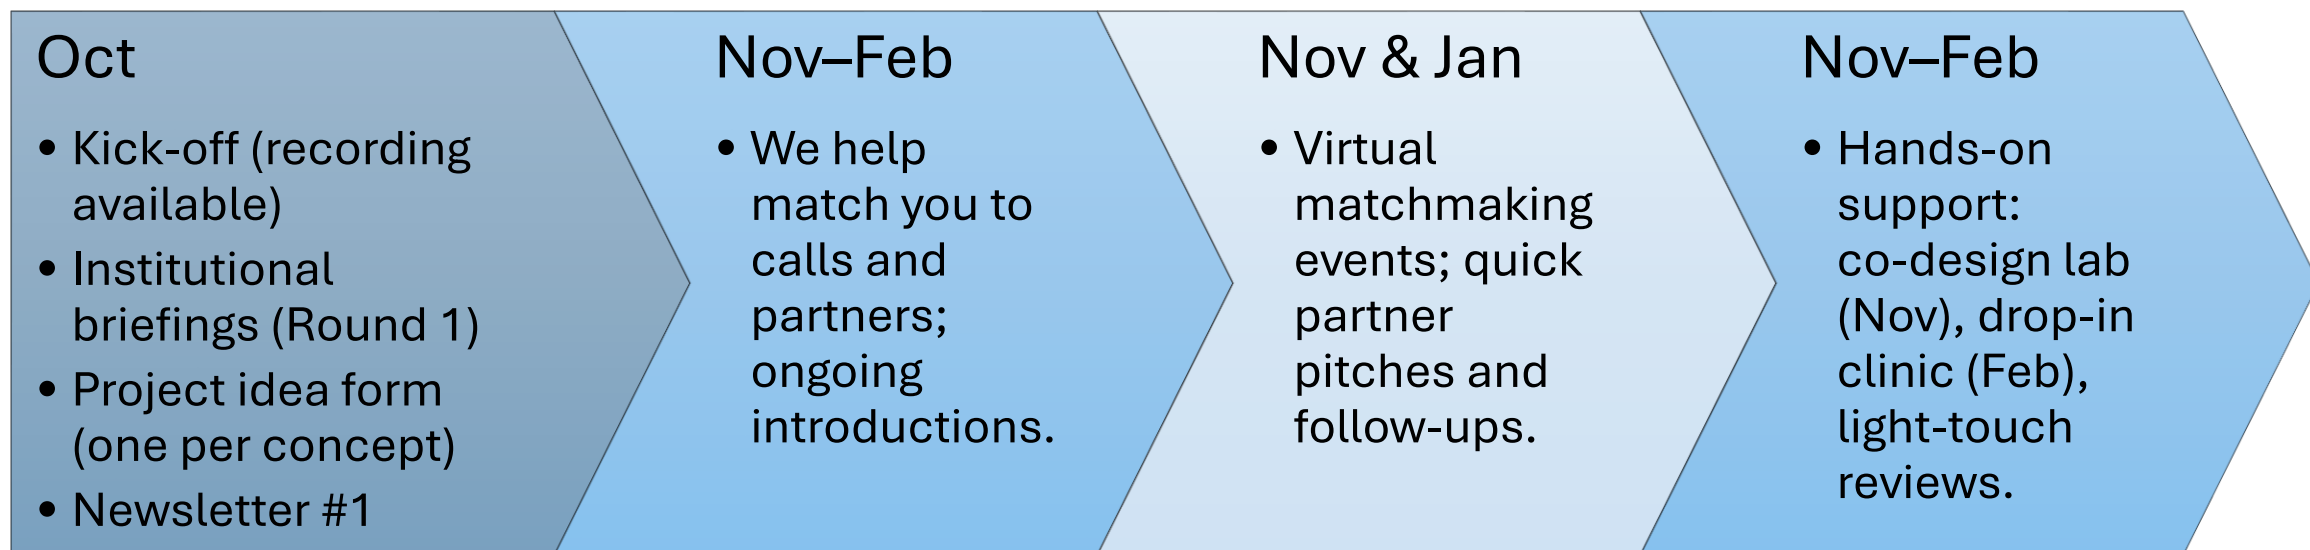 Oct
• Kick-off (recording
available)
• Institutional
briefings (Round 1)
• Project idea form
(one per concept)
• Newsletter #1
Nov–Feb
• We help
match you to
calls and
partners;
ongoing
introductions.
Nov & Jan
• Virtual
matchmaking
events; quick
partner
pitches and
follow-ups.
Nov–Feb
• Hands-on
support:
co-design lab
(Nov), drop-in
clinic (Feb),
light-touch
reviews.